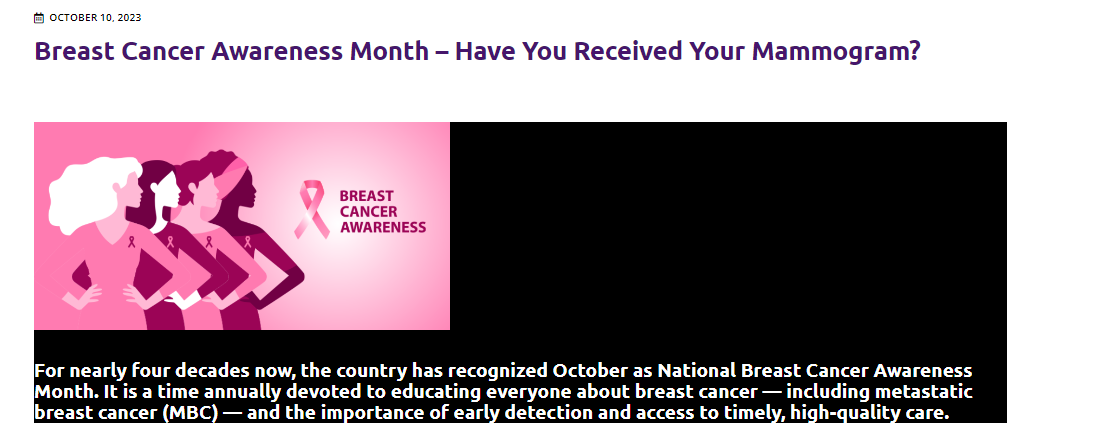 OCTOBER 10, 2023
Breast Cancer Awareness Month – Have You Received Your Mammogram?
BREAST
CANCER
AWARENESS
For nearly four decades now, the country has recognized October as National Breast Cancer Awareness
Month. It is a time annually devoted to educating everyone about breast cancer — including metastatic
breast cancer (MBC) — and the importance of early detection and access to timely, high-quality care.